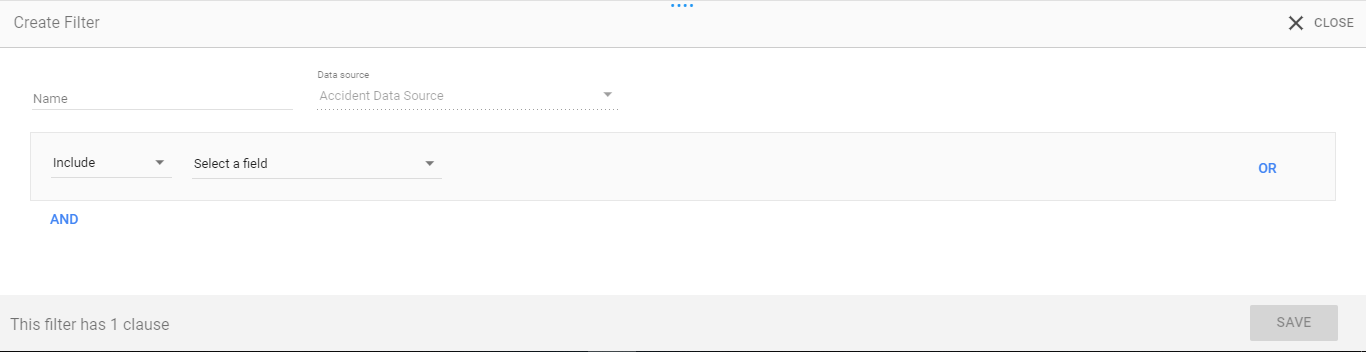 Create Filter
CLOSE
Data source
Name
Accident Data Source
Include
Select a field
OR
AND
This filter has 1 clause
SAVE